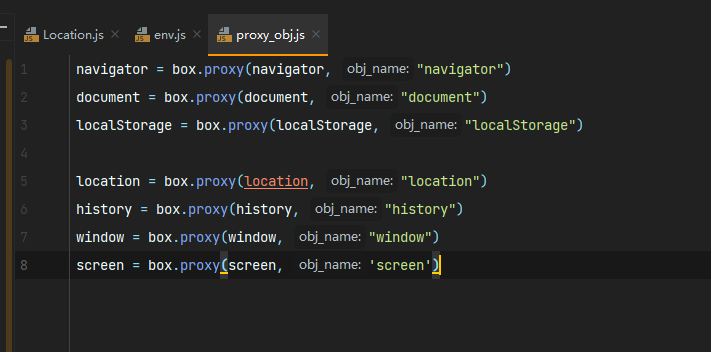 Location.js env.js proxy_obj.js
1 navigator = box.proxy(navigator, obj_name: "navigator")
2 document = box.proxy(document, obj_name: "document")
3 localStorage = box.proxy(localStorage, obj_name: "localStorage")
4
5 location = box.proxy(location, obj_name: "location")
6 history = box.proxy(history, obj_name: "history")
7 window = box.proxy(window, obj_name: "window")
8 screen = box.proxy(screen, obj_name: 'screen')